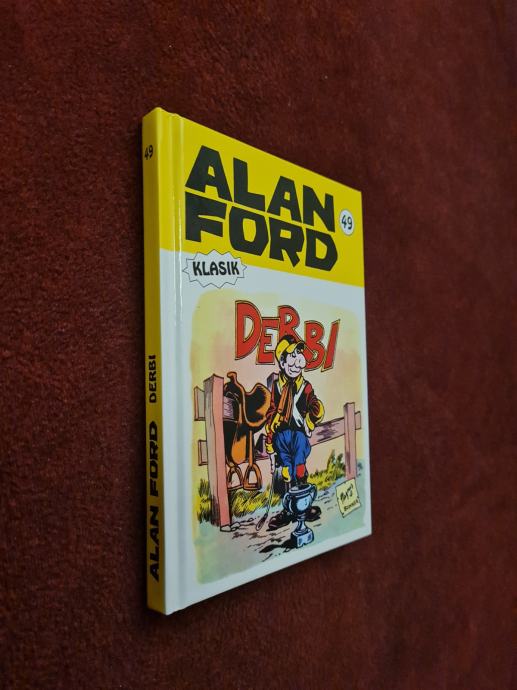 ALAN
FORD
49
KLASIK
DERBI
49
ALAN FORD DERBI